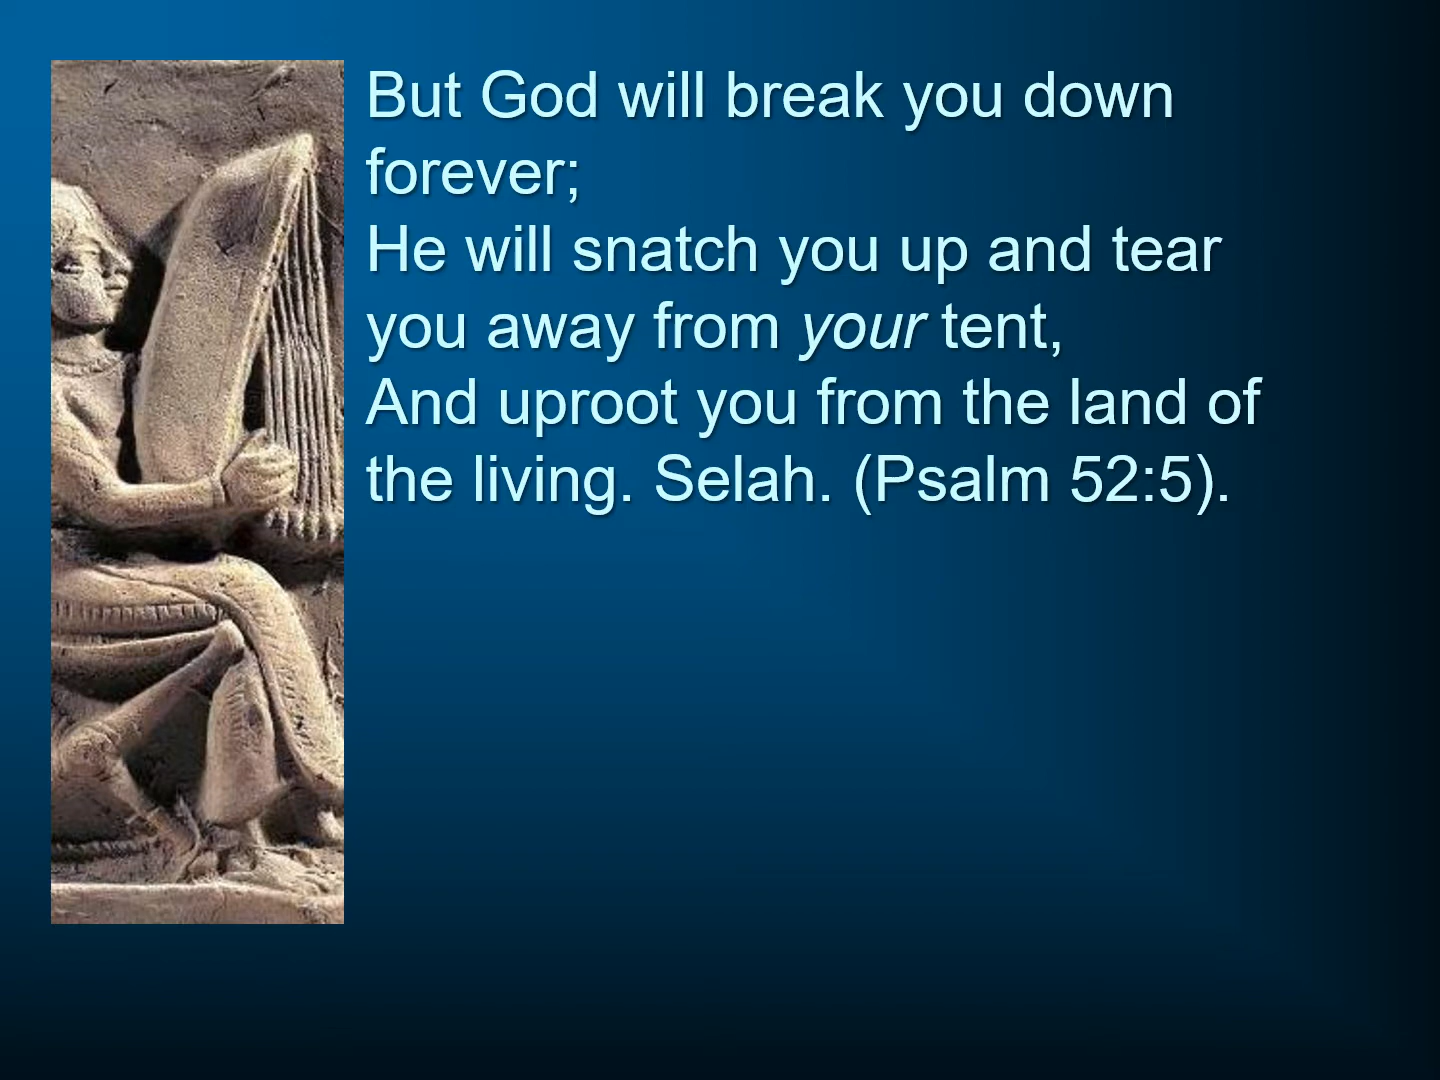 But God will break you down
forever;
He will snatch you up and tear
you away from your tent,
And uproot you from the land of
the living. Selah. (Psalm 52:5).